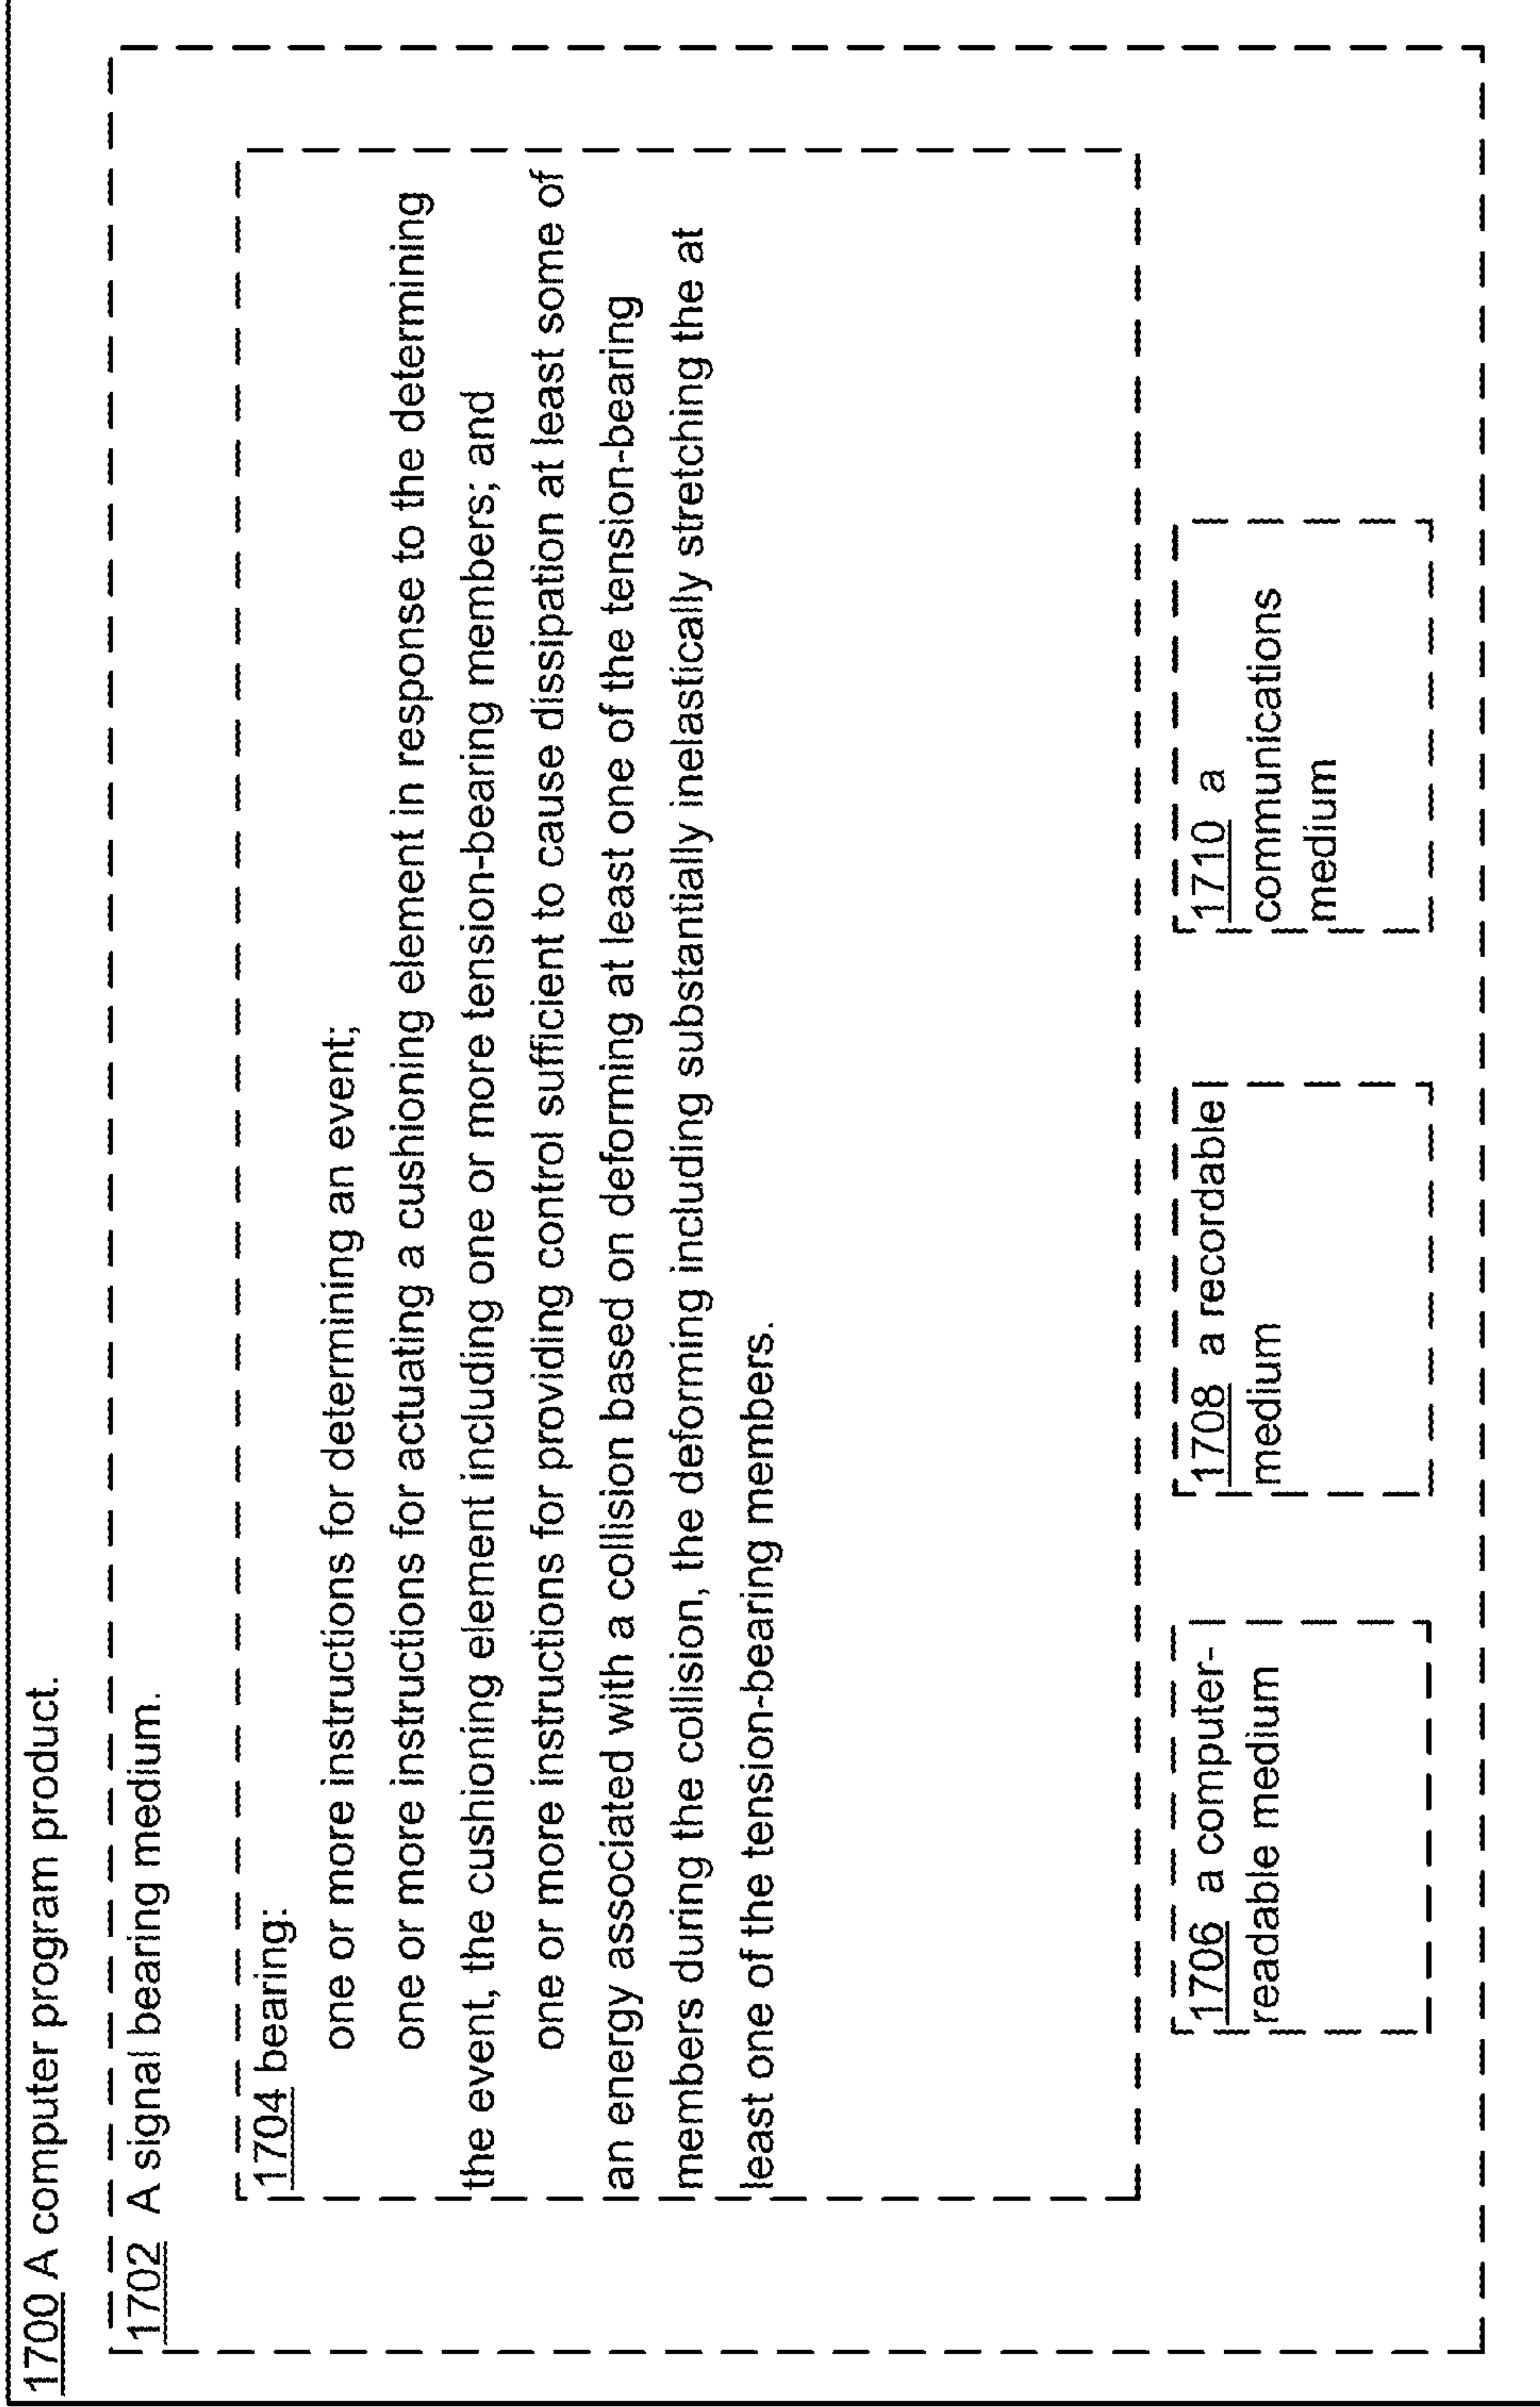 1700 A computer program product.
1702 A signal bearing medium.
1704 bearing:
one or more instructions for determining an event;
one or more instructions for actuating a cushioning element in response to the determining
the event, the cushioning element including one or more tension-bearing members; and
one or more instructions for providing control sufficient to cause dissipation at least some of
an energy associated with a collision based on deforming at least one of the tension-bearing
members during the collision, the deforming including substantially inelastically stretching the at
least one of the tension-bearing members.
1706 a computer-
readable medium
1708 a recordable
medium
1710 a
communications
medium